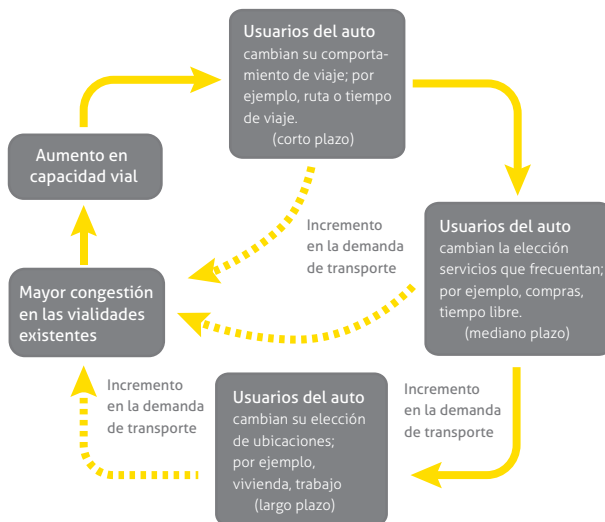 Usuarios del auto
cambian su comporta-
miento de viaje; por
ejemplo, ruta o tiempo
de viaje.
(corto plazo)
Aumento en
capacidad vial
Incremento
en la demanda
de transporte
Usuarios del auto
cambian la elección
servicios que frecuentan;
por ejemplo, compras,
tiempo libre.
(mediano plazo)
Mayor congestión
en las vialidades
existentes
Incremento
en la demanda
de transporte
Usuarios del auto
cambian su elección
de ubicaciones;
por ejemplo,
vivienda, trabajo
(largo plazo)
Incremento
en la demanda
de transporte